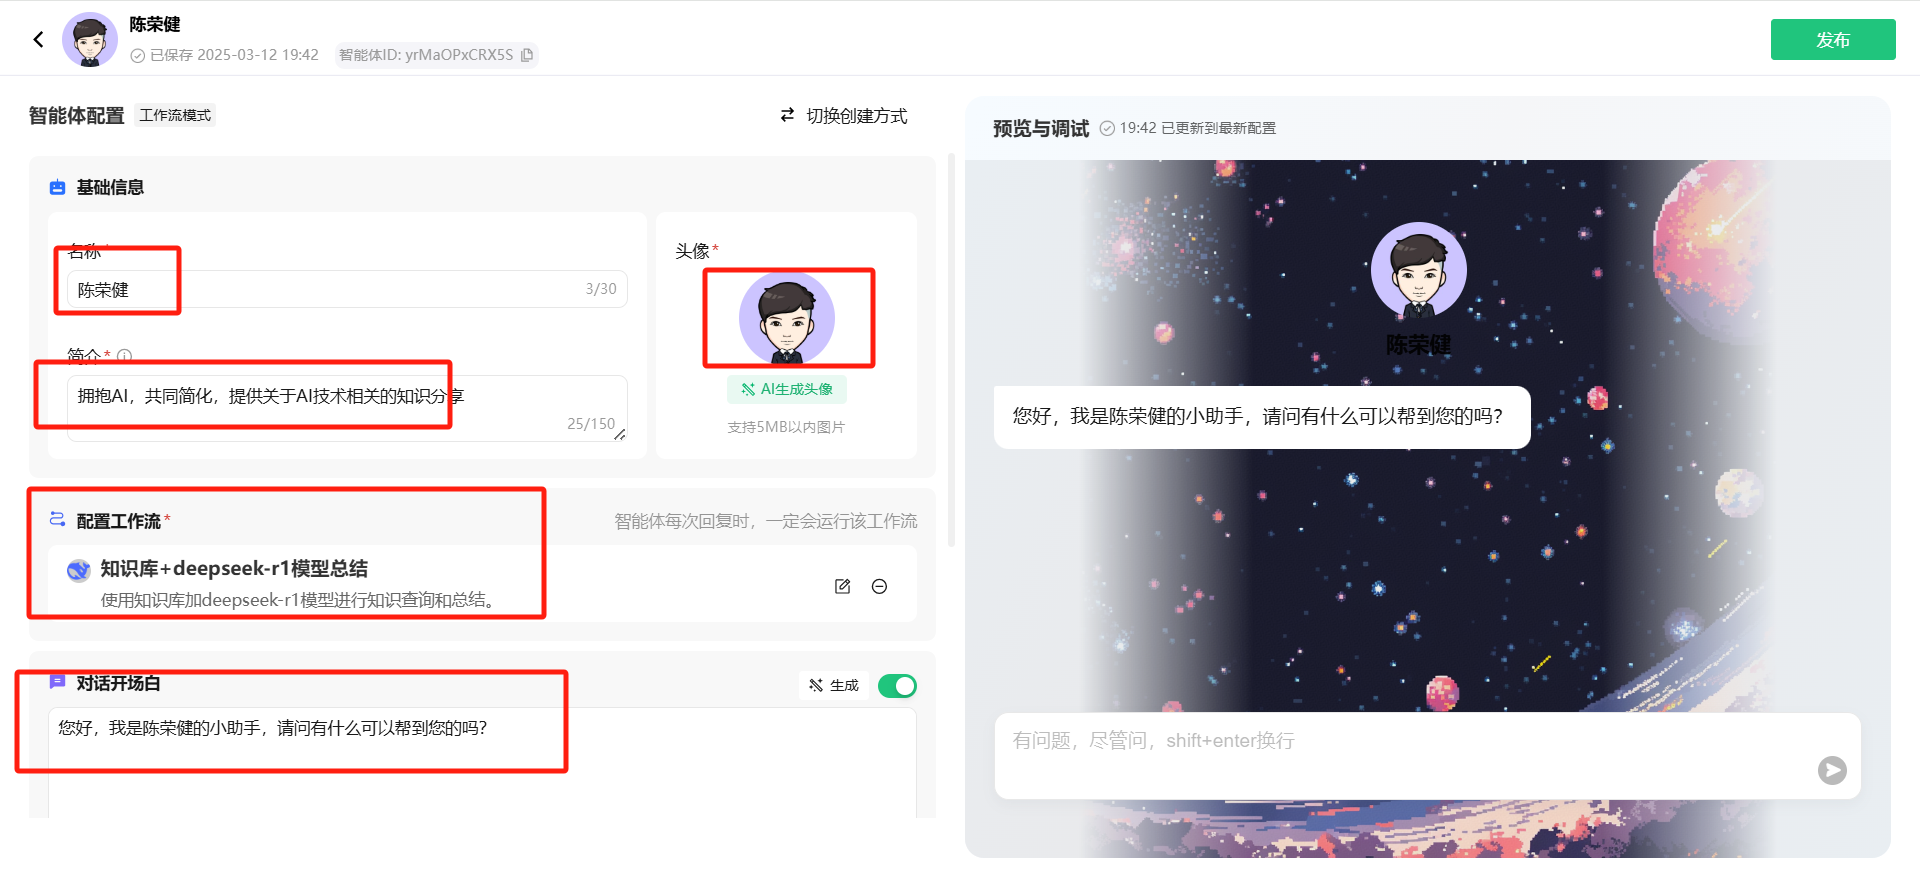 陈荣健
已保存 2025-03-12 19:42
智能体ID: yrMaOPxCRX5S
发布
智能体配置
工作流模式
切换创建方式
基础信息
名称
陈荣健
3/30
简介*
拥抱AI，共同简化，提供关于AI技术相关的知识分享
25/150
头像*
AI生成头像
支持5MB以内图片
配置工作流*
智能体每次回复时，一定会运行该工作流
知识库+deepseek-r1模型总结
使用知识库加deepseek-r1模型进行知识查询和总结。
对话开场白
生成
您好，我是陈荣健的小助手，请问有什么可以帮到您的吗？
预览与调试
19:42 已更新到最新配置
陈荣健
您好，我是陈荣健的小助手，请问有什么可以帮到您的吗？
有问题，尽管问，shift+enter换行